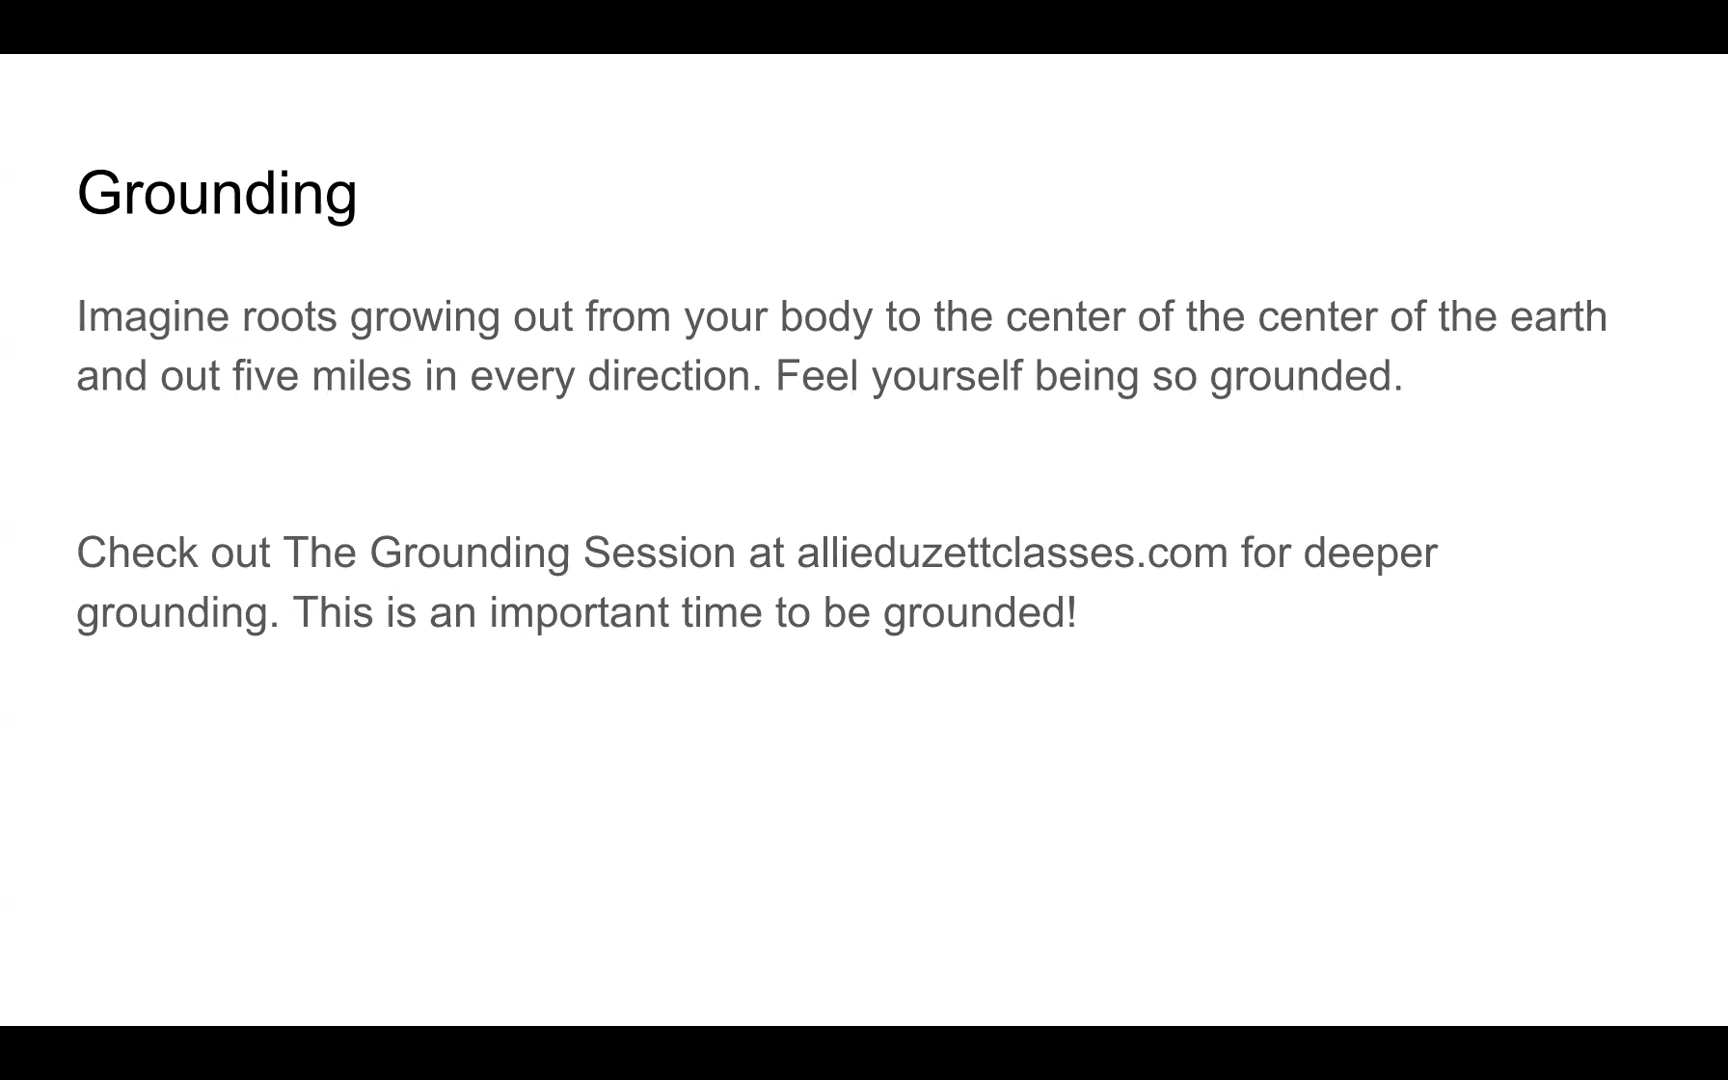 Grounding
Imagine roots growing out from your body to the center of the center of the earth
and out five miles in every direction. Feel yourself being so grounded.
Check out The Grounding Session at allieduzettclasses.com for deeper
grounding. This is an important time to be grounded!